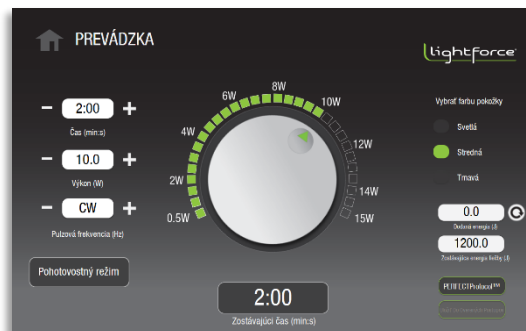 PREVÁDZKA
lightforce®
− 2:00 +
Čas (min:s)
− 10.0 +
Výkon (W)
− CW +
Pulzová frekvencia (Hz)
Pohotovostný režim
0.5W
2W
4W
6W
8W
10W
12W
14W
15W
2:00
Zostávajúci čas (min:s)
Vybrať farbu pokožky
Svetlá
Stredná
Tmavá
0.0
Dodaná energia (J)
1200.0
Zostávajúca energia liečby (J)